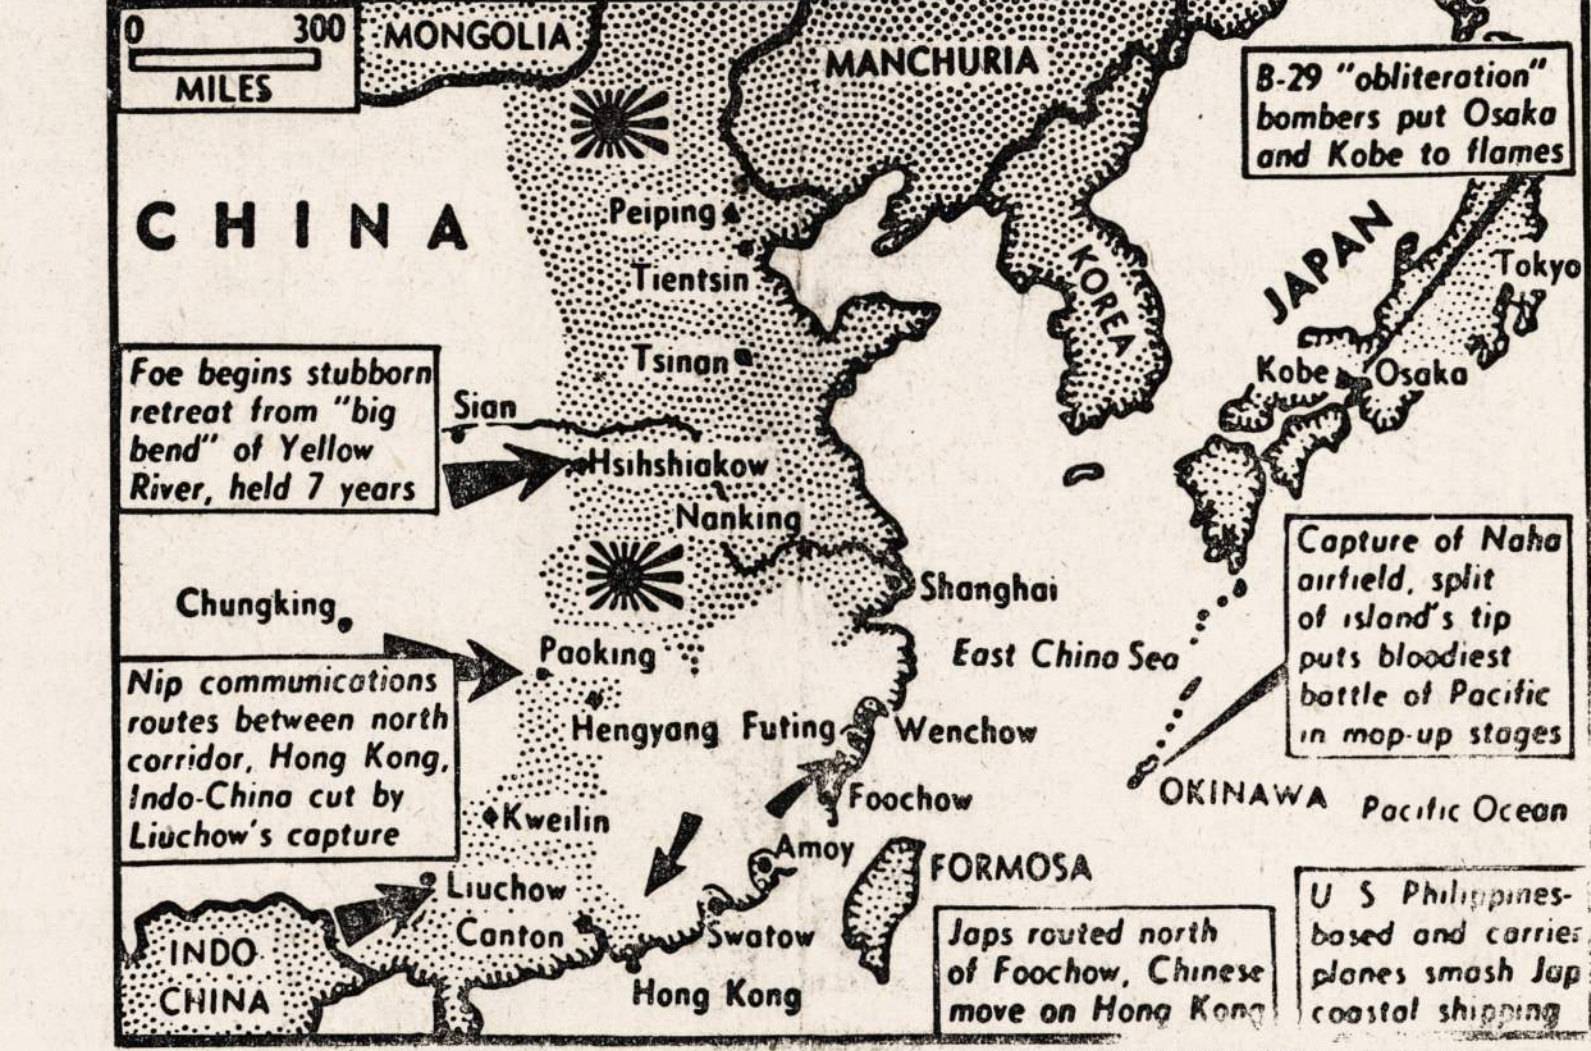 0 300
MILES
MONGOLIA
MANCHURIA
B-29 "obliteration"
bombers put Osaka
and Kobe to flames
CHINA
Peiping
Tientsin
KOREA
JAPAN
Tokyo
Tsinan
Kobe
Osaka
Foe begins stubborn
retreat from "big
bend" of Yellow
River, held 7 years
Sian
Hsihshiakow
Nanking
Shanghai
Capture of Naha
airfield, split
of island's tip
puts bloodiest
battle of Pacific
in mop-up stages
Chungking
Paoking
East China Sea
Nip communications
routes between north
corridor, Hong Kong,
Indo-China cut by
Liuchow's capture
Hengyang
Futing
Wenchow
Foochow
OKINAWA
Pacific Ocean
Kweilin
Amoy
FORMOSA
Liuchow
Canton
Swatow
Hong Kong
INDO
CHINA
Japs routed north
of Foochow, Chinese
move on Hong Kong
U S Philippines-
based and carrier
planes smash Jap
coastal shipping